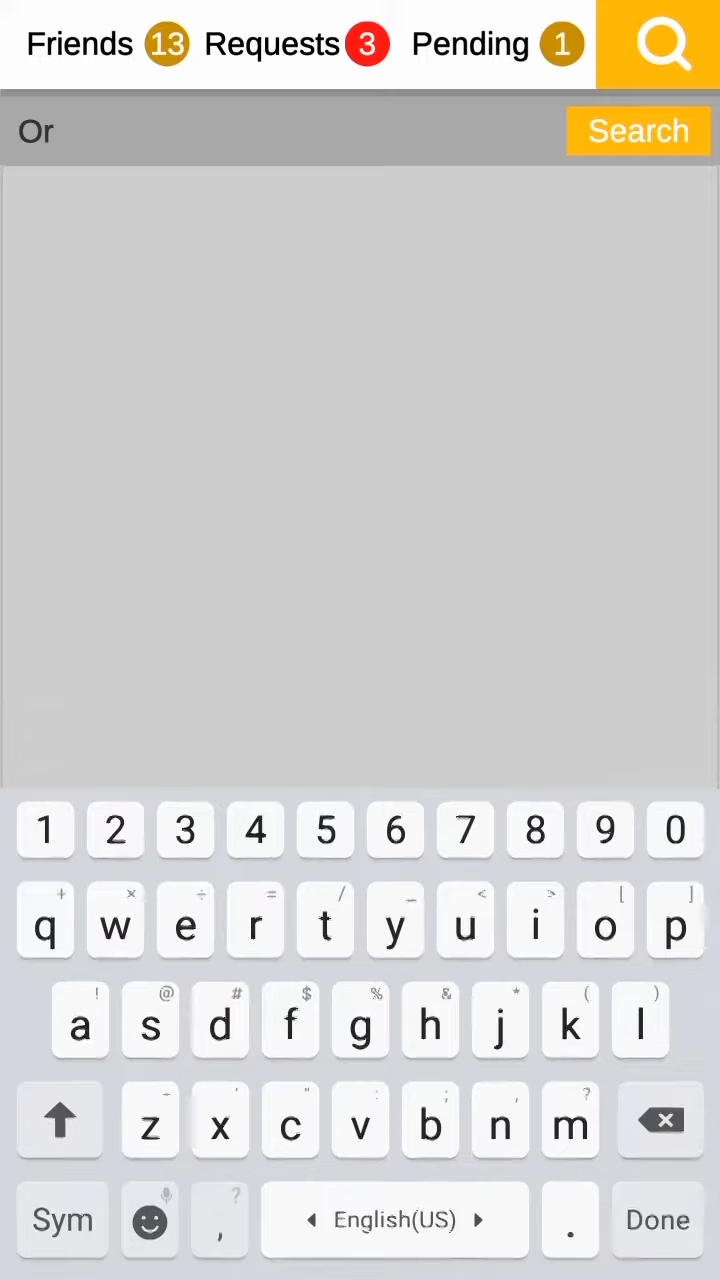 Friends 13 Requests 3 Pending 1
Or Search
1 2 3 4 5 6 7 8 9 0
+ × ÷ = / _ < > [ ]
q w e r t y u i o p
! @ # $ % & * ( )
a s d f g h j k l
- ' " : ; , ?
z x c v b n m
?
Sym , English(US) . Done